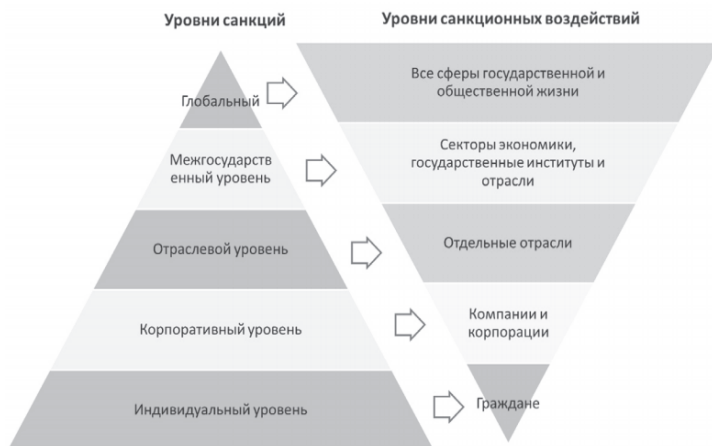 Уровни санкций
Уровни санкционных воздействий
Глобальный
Все сферы государственной и
общественной жизни
Межгосударств
енный уровень
Секторы экономики,
государственные институты и
отрасли
Отраслевой уровень
Отдельные отрасли
Корпоративный уровень
Компании и
корпорации
Индивидуальный уровень
Граждане